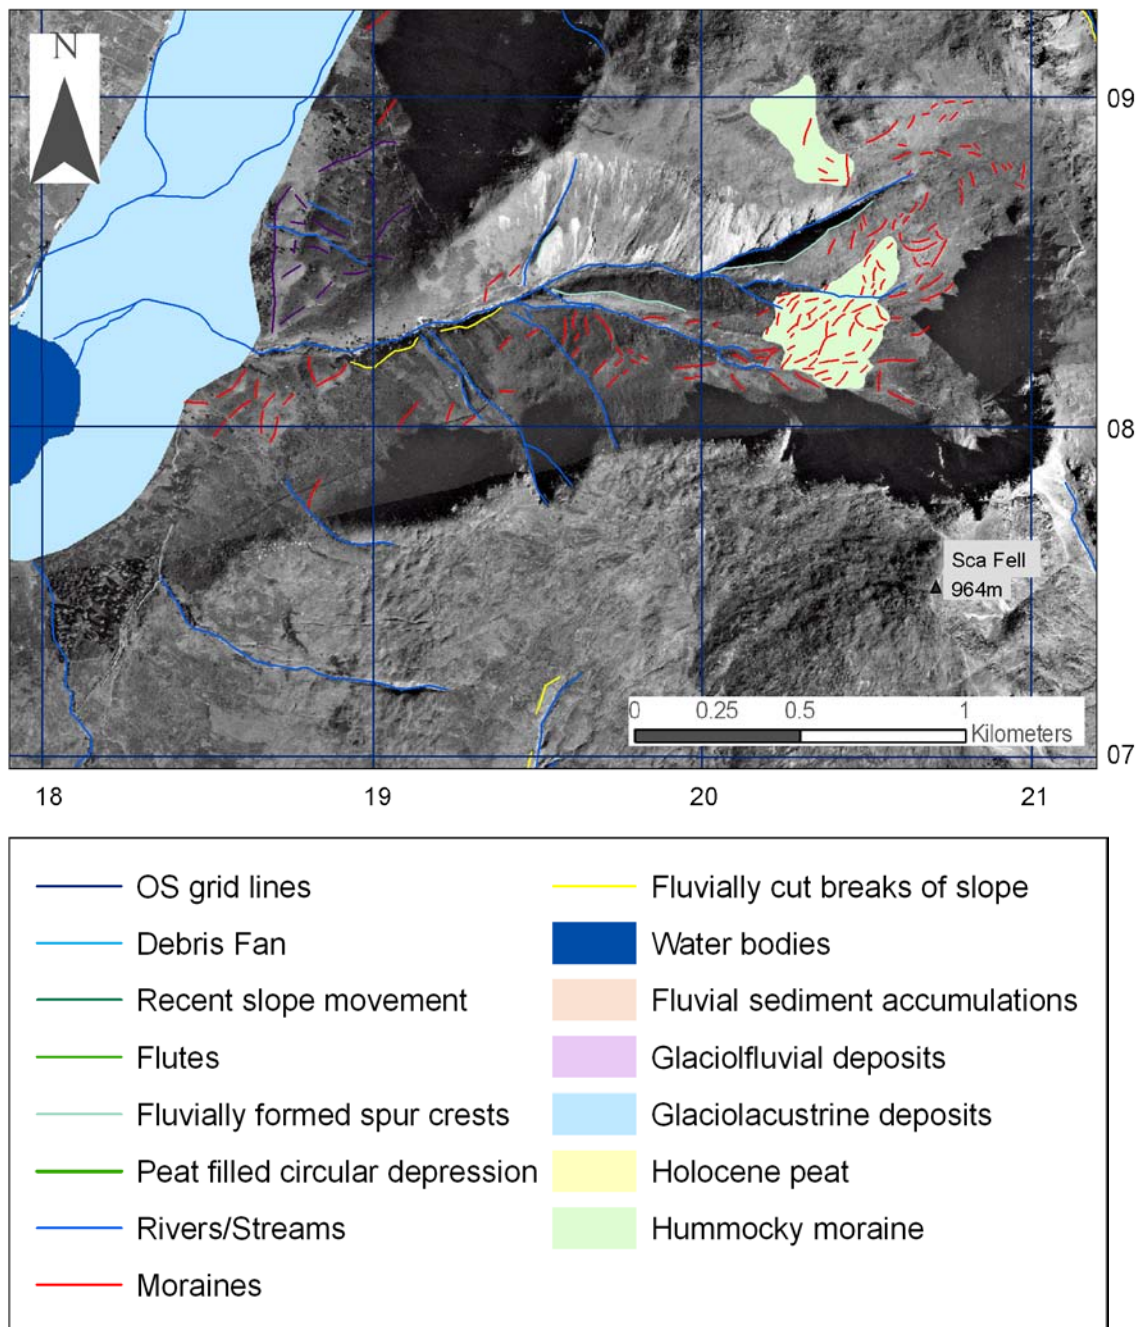 N
09
08
Sca Fell
964m
0 0.25 0.5 1
Kilometers
07
18 19 20 21
OS grid lines
Debris Fan
Recent slope movement
Flutes
Fluvially formed spur crests
Peat filled circular depression
Rivers/Streams
Moraines
Fluvially cut breaks of slope
Water bodies
Fluvial sediment accumulations
Glaciolfluvial deposits
Glaciolacustrine deposits
Holocene peat
Hummocky moraine